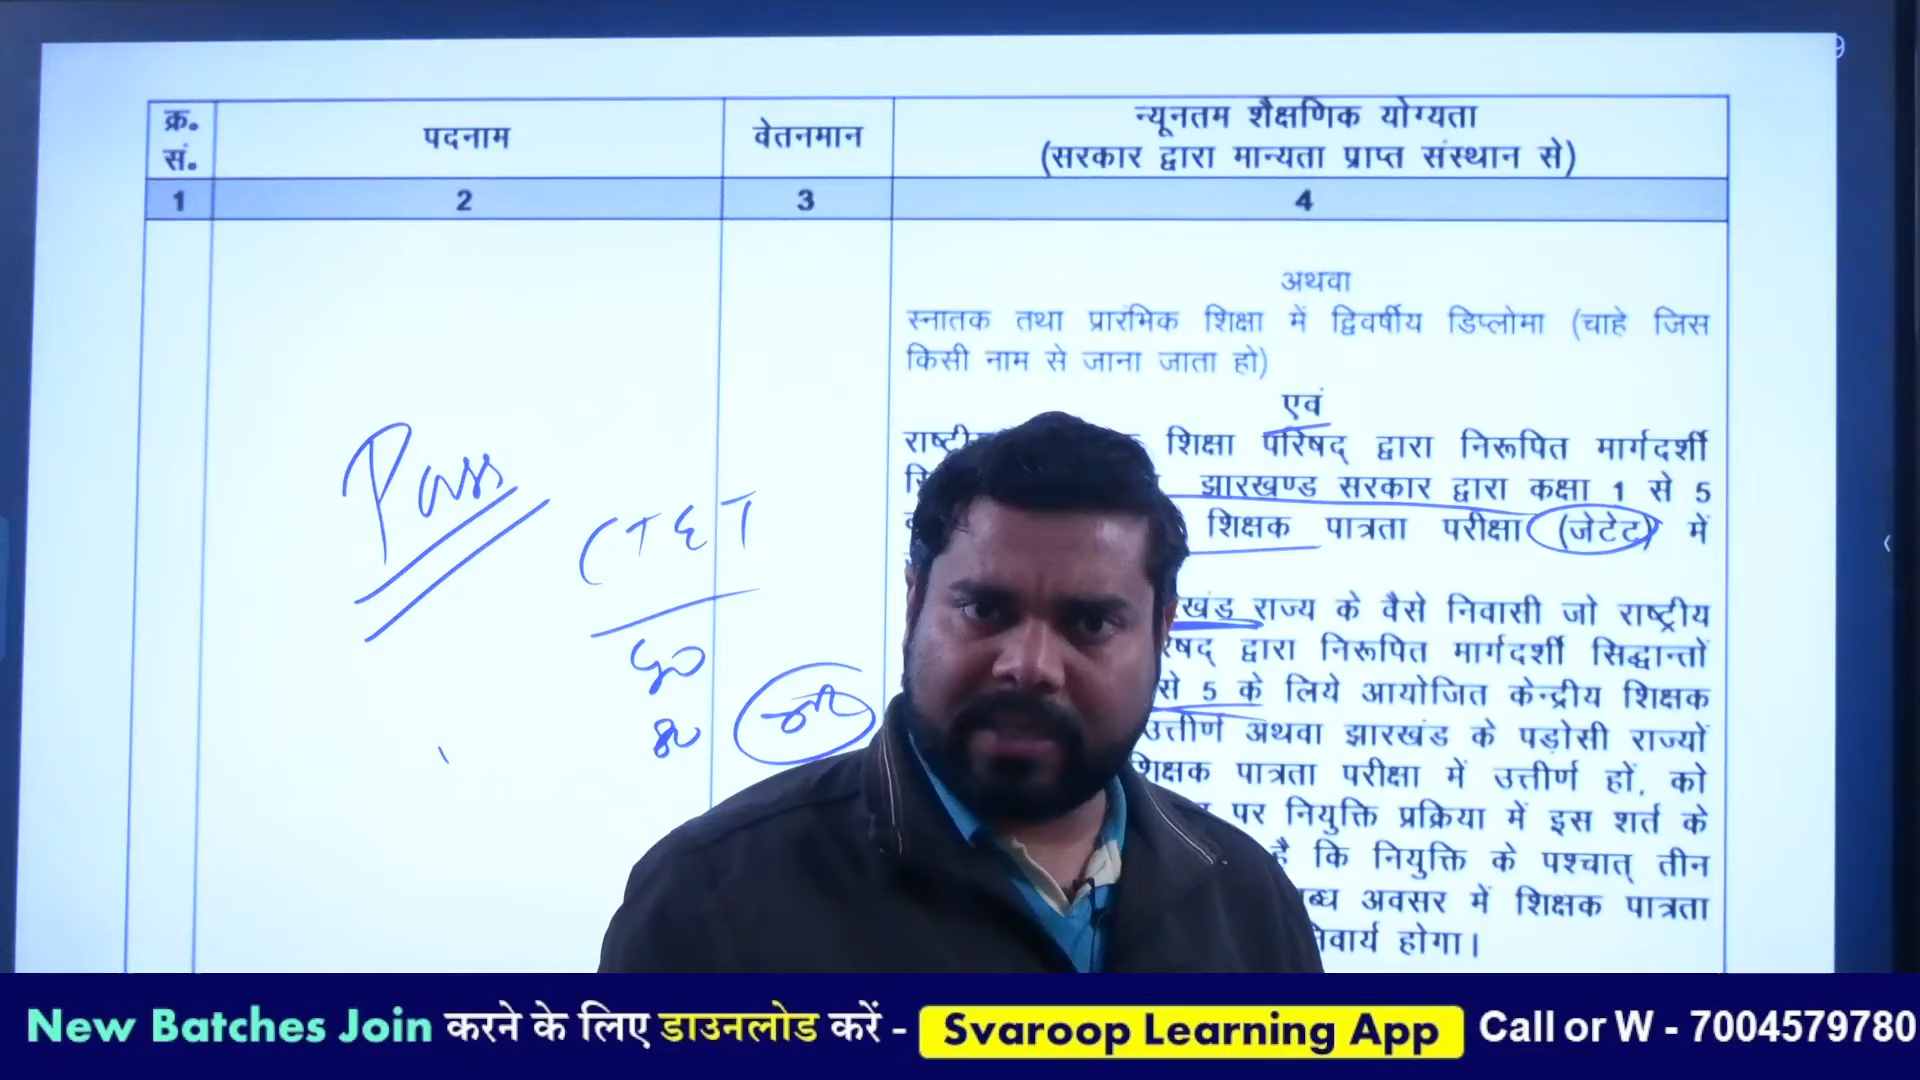 9
क्र. सं.
पदनाम
वेतनमान
न्यूनतम शैक्षणिक योग्यता
(सरकार द्वारा मान्यता प्राप्त संस्थान से)
1 2 3 4
अथवा
स्नातक तथा प्रारंभिक शिक्षा में द्विवर्षीय डिप्लोमा (चाहे जिस
किसी नाम से जाना जाता हो)
एवं
शिक्षा परिषद् द्वारा निरूपित मार्गदर्शी
झारखण्ड सरकार द्वारा कक्षा 1 से 5
शिक्षक पात्रता परीक्षा (जेटेट) में
राज्य के वैसे निवासी जो राष्ट्रीय
द्वारा निरूपित मार्गदर्शी सिद्धान्तों
से 5 के लिये आयोजित केन्द्रीय शिक्षक
उत्तीर्ण अथवा झारखंड के पड़ोसी राज्यों
शिक्षक पात्रता परीक्षा में उत्तीर्ण हों, को
पर नियुक्ति प्रक्रिया में इस शर्त के
है कि नियुक्ति के पश्चात् तीन
अवसर में शिक्षक पात्रता
होगा।
Pass
CTET
New Batches Join करने के लिए डाउनलोड करें - Svaroop Learning App Call or W - 7004579780